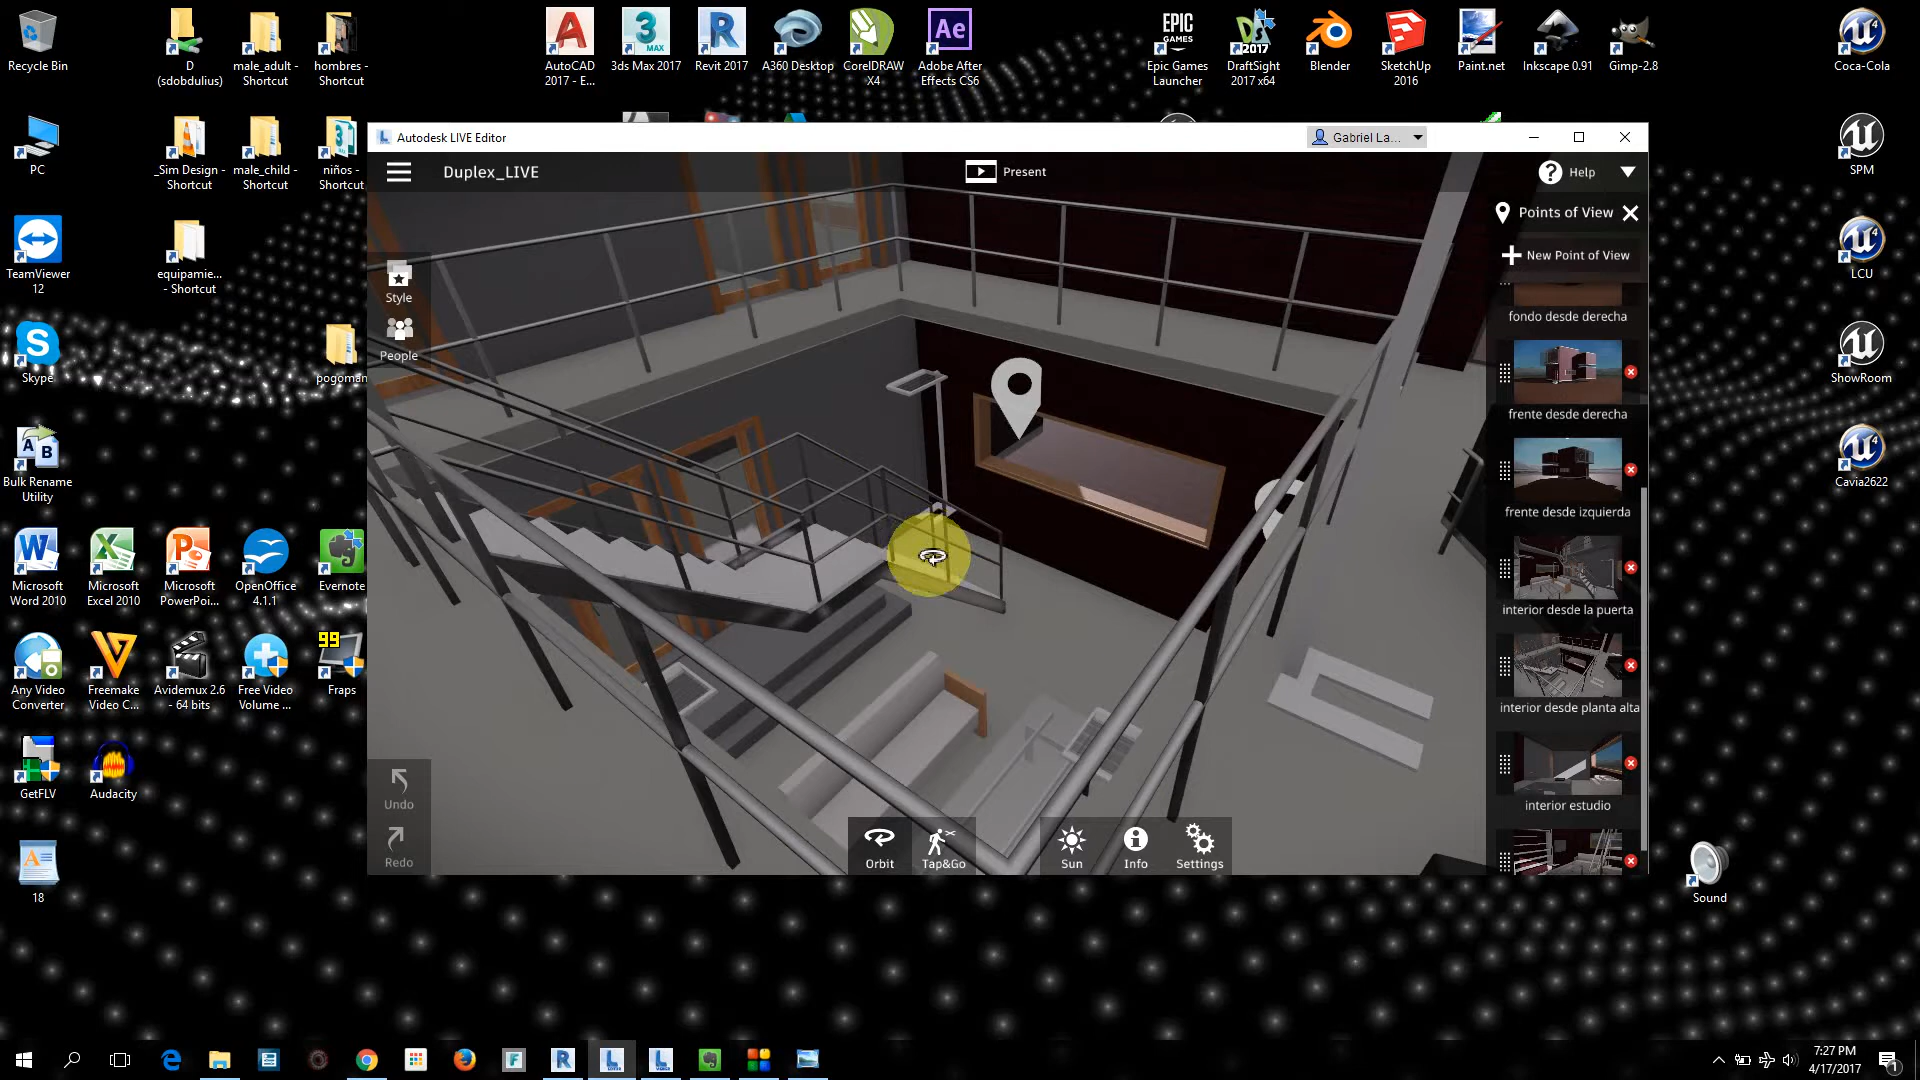 Recycle Bin
D
(sdobdulius)
male_adult -
Shortcut
hombres -
Shortcut
AutoCAD
2017 - E...
3ds Max 2017
Revit 2017
A360 Desktop
CorelDRAW
X4
Adobe After
Effects CS6
Epic Games
Launcher
DraftSight
2017 x64
Blender
SketchUp
2016
Paint.net
Inkscape 0.91
Gimp-2.8
Coca-Cola
PC
_Sim Design -
Shortcut
male_child -
Shortcut
niños -
Shortcut
SPM
TeamViewer
12
equipamie...
- Shortcut
LCU
Skype
pogoman
ShowRoom
Bulk Rename
Utility
Cavia2622
Microsoft
Word 2010
Microsoft
Excel 2010
Microsoft
PowerPoi...
OpenOffice
4.1.1
Evernote
Any Video
Converter
Freemake
Video C...
Avidemux 2.6
- 64 bits
Free Video
Volume ...
99
Fraps
GetFLV
Audacity
18
Sound
Autodesk LIVE Editor
Gabriel La...
Duplex_LIVE
Present
Help
Points of View
New Point of View
Style
People
fondo desde derecha
frente desde derecha
frente desde izquierda
interior desde la puerta
interior desde planta alta
interior estudio
Undo
Redo
Orbit
Tap&Go
Sun
Info
Settings
7:27 PM
4/17/2017
1